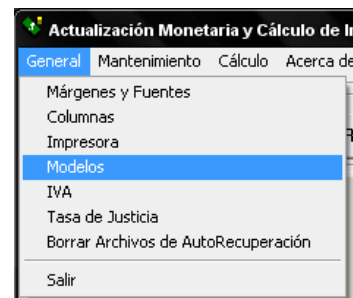 Actualización Monetaria y Cálculo de
General Mantenimiento Cálculo Acerca de
Márgenes y Fuentes
Columnas
Impresora
Modelos
IVA
Tasa de Justicia
Borrar Archivos de AutoRecuperación
Salir